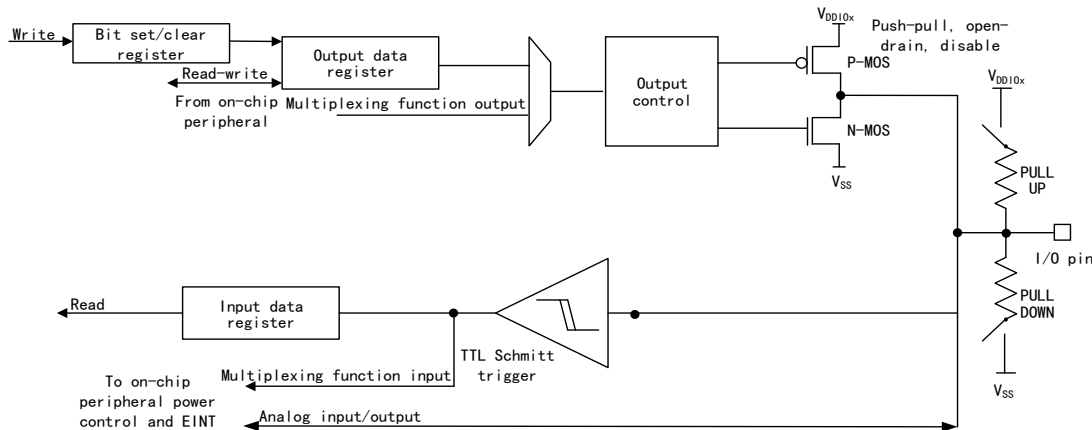 Write
Bit set/clear
register
Output data
register
Read-write
From on-chip
peripheral
Multiplexing function output
Output
control
VDDIOx
Push-pull, open-
drain, disable
P-MOS
N-MOS
VSS
VDDIOx
PULL
UP
I/O pin
PULL
DOWN
VSS
Read
Input data
register
TTL Schmitt
trigger
Multiplexing function input
To on-chip
peripheral power
control and EINT
Analog input/output